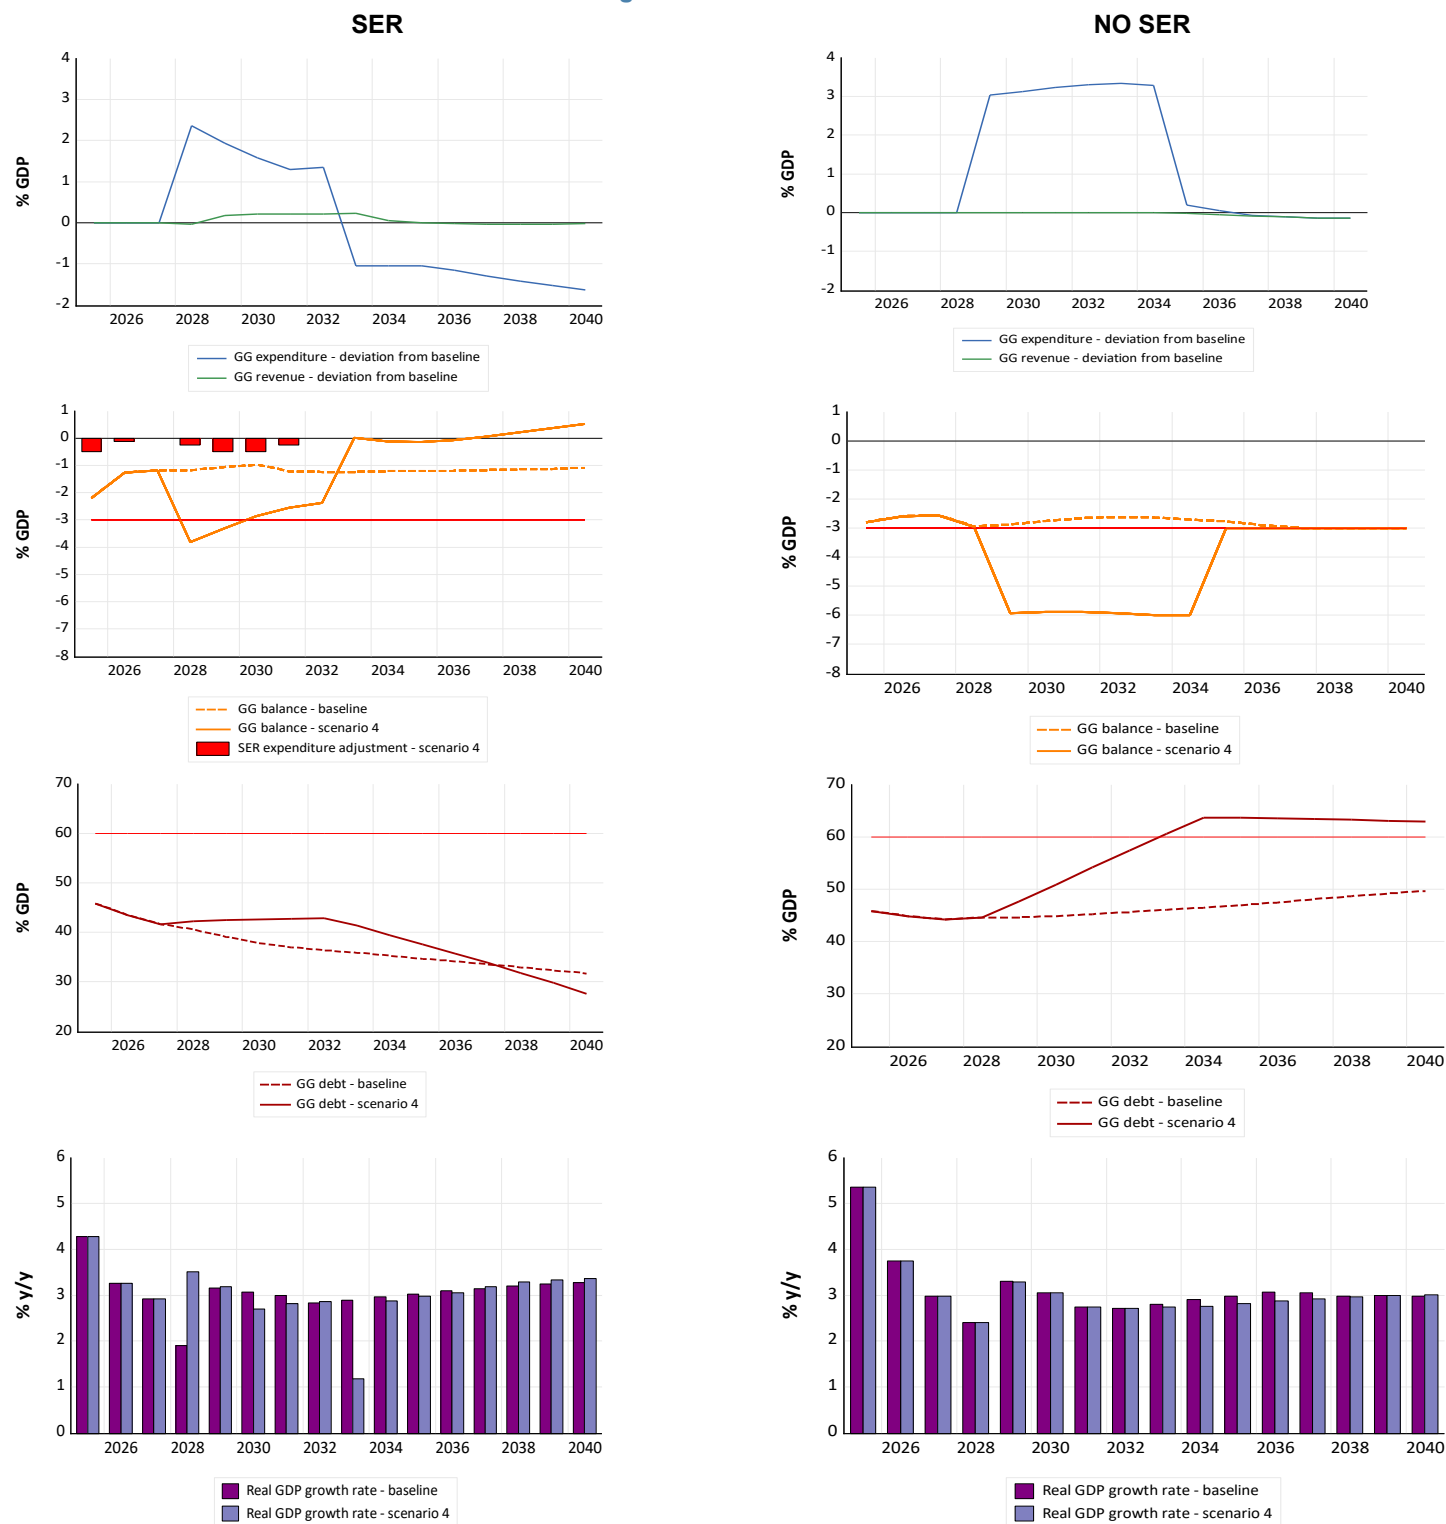 SER
NO SER
4
3
2
1
0
-1
-2
% GDP
2026 2028 2030 2032 2034 2036 2038 2040
GG expenditure - deviation from baseline
GG revenue - deviation from baseline
4
3
2
1
0
-1
-2
% GDP
2026 2028 2030 2032 2034 2036 2038 2040
GG expenditure - deviation from baseline
GG revenue - deviation from baseline
1
0
-1
-2
-3
-4
-5
-6
-7
-8
% GDP
2026 2028 2030 2032 2034 2036 2038 2040
GG balance - baseline
GG balance - scenario 4
SER expenditure adjustment - scenario 4
1
0
-1
-2
-3
-4
-5
-6
-7
-8
% GDP
2026 2028 2030 2032 2034 2036 2038 2040
GG balance - baseline
GG balance - scenario 4
70
60
50
40
30
20
% GDP
2026 2028 2030 2032 2034 2036 2038 2040
GG debt - baseline
GG debt - scenario 4
70
60
50
40
30
20
% GDP
2026 2028 2030 2032 2034 2036 2038 2040
GG debt - baseline
GG debt - scenario 4
6
5
4
3
2
1
0
% y/y
2026 2028 2030 2032 2034 2036 2038 2040
Real GDP growth rate - baseline
Real GDP growth rate - scenario 4
6
5
4
3
2
1
0
% y/y
2026 2028 2030 2032 2034 2036 2038 2040
Real GDP growth rate - baseline
Real GDP growth rate - scenario 4